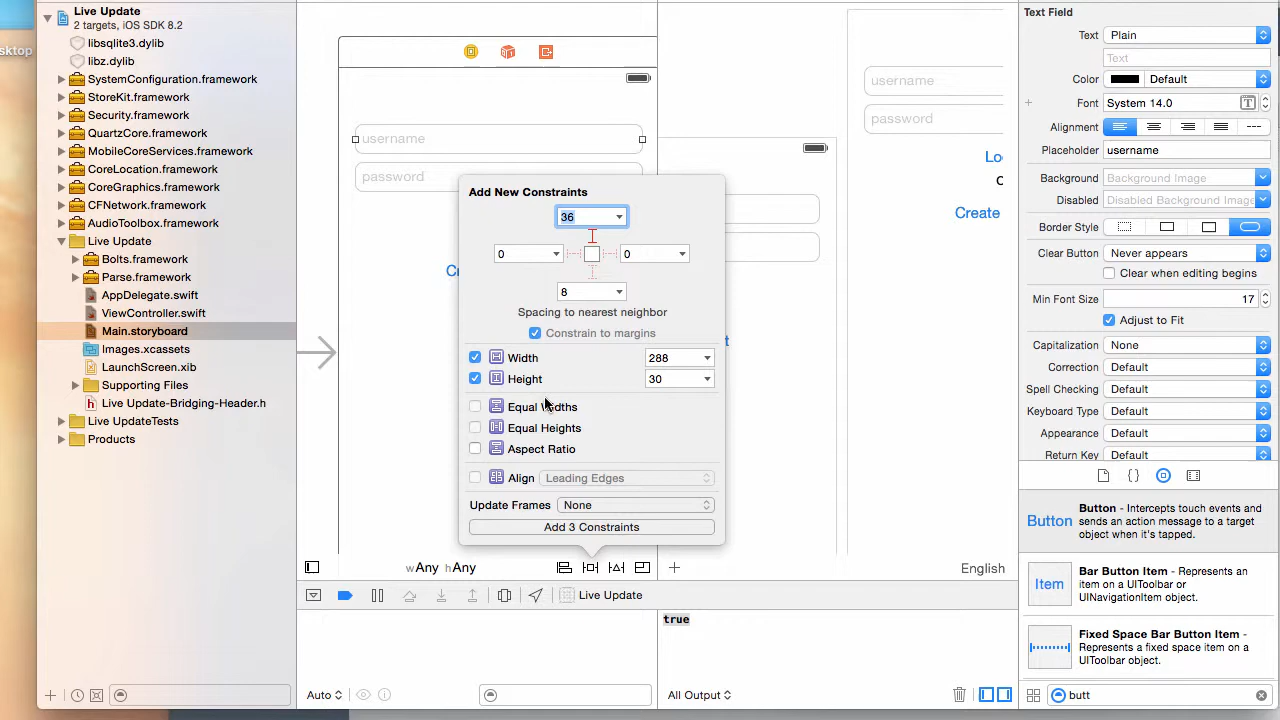 sktop
Live Update
2 targets, iOS SDK 8.2
libsqlite3.dylib
libz.dylib
SystemConfiguration.framework
StoreKit.framework
Security.framework
QuartzCore.framework
MobileCoreServices.framework
CoreLocation.framework
CoreGraphics.framework
CFNetwork.framework
AudioToolbox.framework
Live Update
Bolts.framework
Parse.framework
AppDelegate.swift
ViewController.swift
Main.storyboard
Images.xcassets
LaunchScreen.xib
Supporting Files
Live Update-Bridging-Header.h
Live UpdateTests
Products
username
password
Cr
Add New Constraints
36
0
0
8
Spacing to nearest neighbor
Constrain to margins
Width
288
Height
30
Equal Widths
Equal Heights
Aspect Ratio
Align
Leading Edges
Update Frames
None
Add 3 Constraints
t
username
password
Lo
Create
wAny hAny
English
Live Update
true
Auto
All Output
Text Field
Text
Plain
Text
Color
Default
Font
System 14.0
T
Alignment
Placeholder
username
Background
Background Image
Disabled
Disabled Background Image
Border Style
Clear Button
Never appears
Clear when editing begins
Min Font Size
17
Adjust to Fit
Capitalization
None
Correction
Default
Spell Checking
Default
Keyboard Type
Default
Appearance
Default
Return Key
Default
Button
Button - Intercepts touch events and
sends an action message to a target
object when it's tapped.
Item
Bar Button Item - Represents an
item on a UIToolbar or
UINavigationItem object.
Fixed Space Bar Button Item -
Represents a fixed space item on a
UIToolbar object.
butt